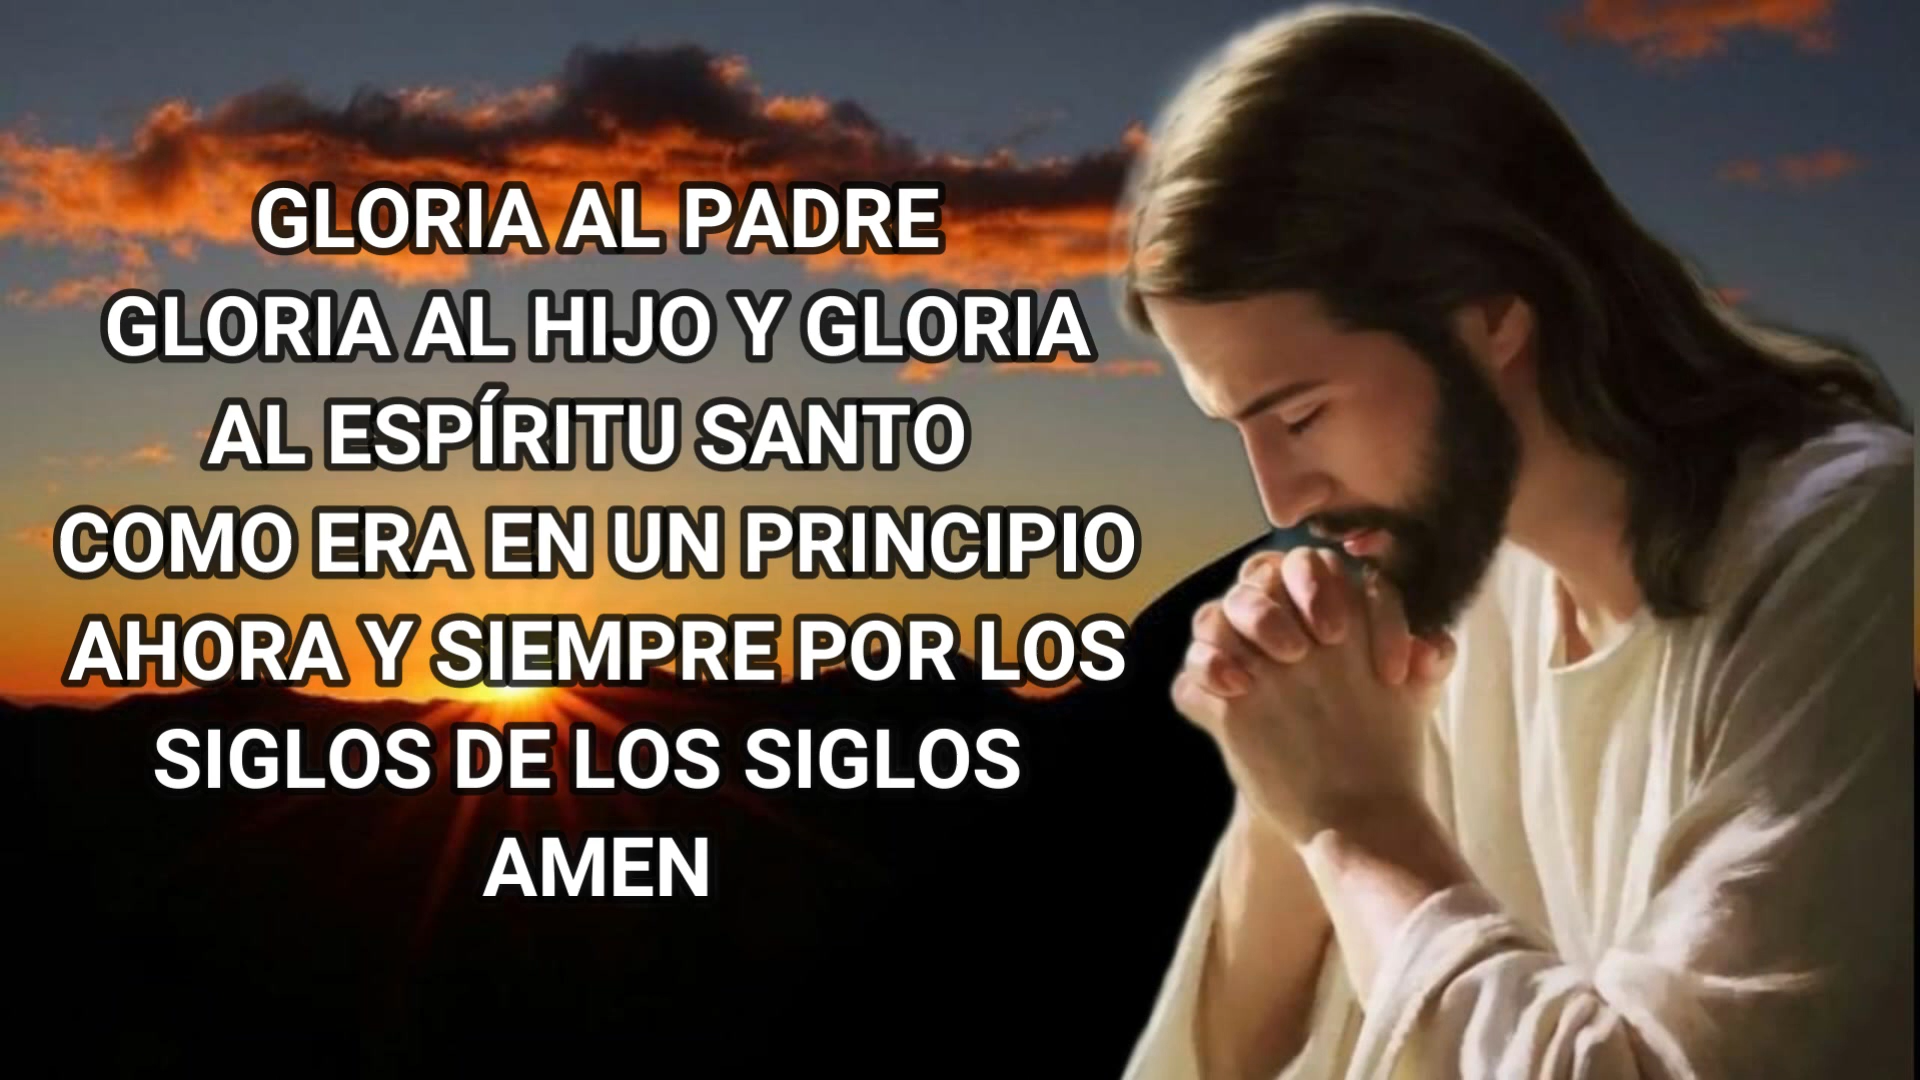 GLORIA AL PADRE
GLORIA AL HIJO Y GLORIA
AL ESPÍRITU SANTO
COMO ERA EN UN PRINCIPIO
AHORA Y SIEMPRE POR LOS
SIGLOS DE LOS SIGLOS
AMEN